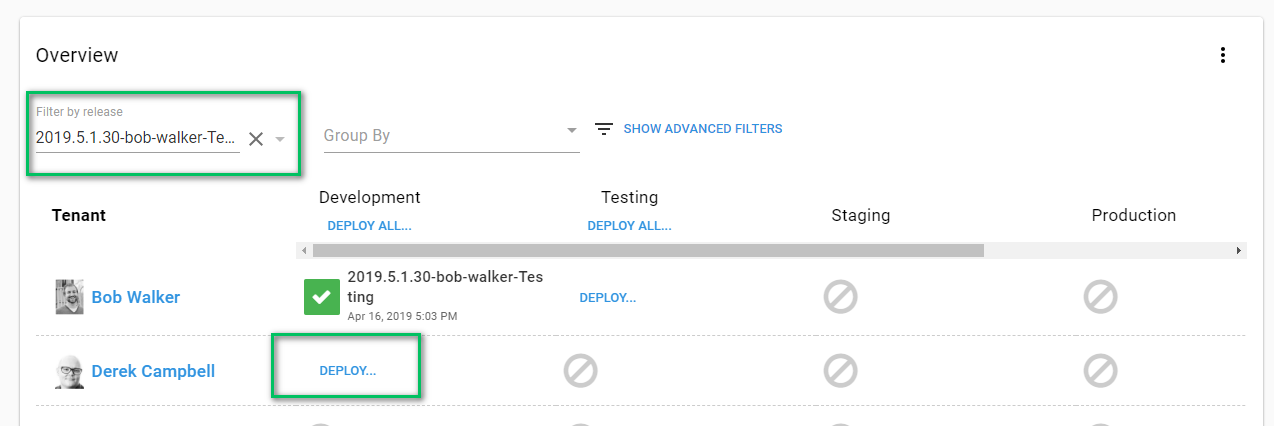 Overview
Filter by release
2019.5.1.30-bob-walker-Te...
Group By
SHOW ADVANCED FILTERS
Tenant
Development
DEPLOY ALL...
Testing
DEPLOY ALL...
Staging
Production
Bob Walker
2019.5.1.30-bob-walker-Tes
ting
Apr 16, 2019 5:03 PM
DEPLOY...
Derek Campbell
DEPLOY...